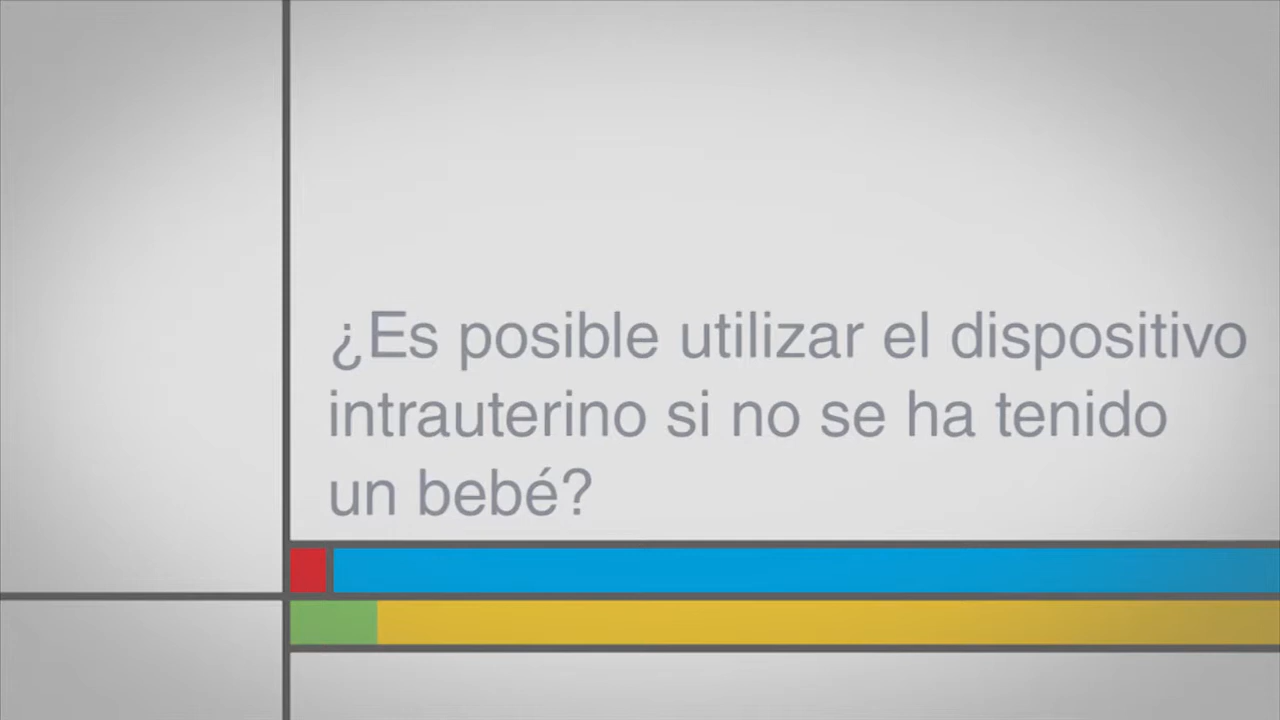 ¿Es posible utilizar el dispositivo
intrauterino si no se ha tenido
un bebé?